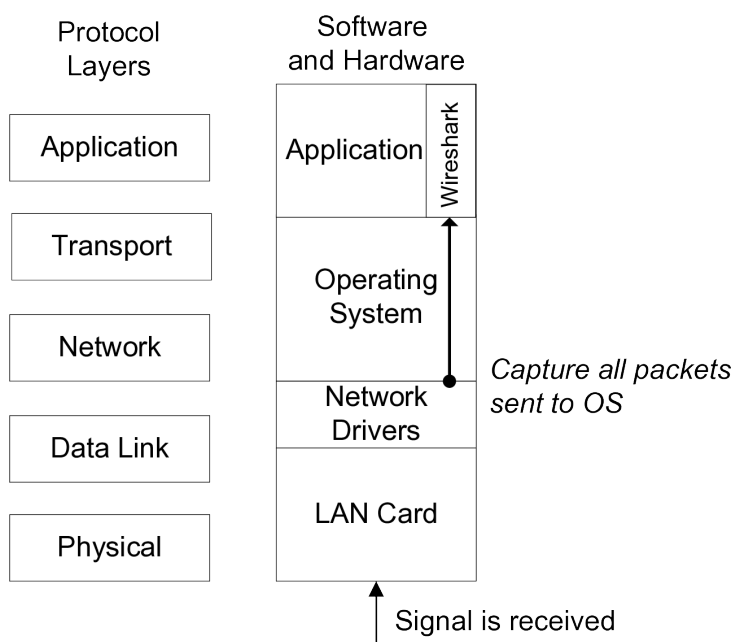 Protocol
Layers
Software
and Hardware
Application
Transport
Network
Data Link
Physical
Application
Wireshark
Operating
System
Network
Drivers
LAN Card
Capture all packets
sent to OS
Signal is received